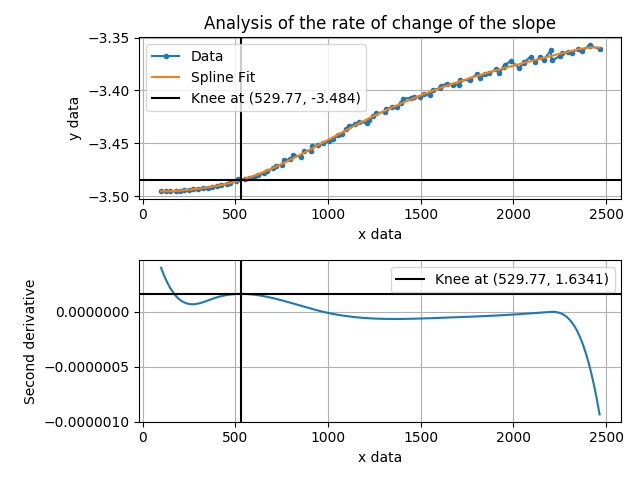 Analysis of the rate of change of the slope
−3.35
−3.40
−3.45
−3.50
y data
Data
Spline Fit
Knee at (529.77, -3.484)
0
500
1000
1500
2000
2500
x data
Second derivative
0.0000000
−0.0000005
−0.0000010
Knee at (529.77, 1.6341)
0
500
1000
1500
2000
2500
x data